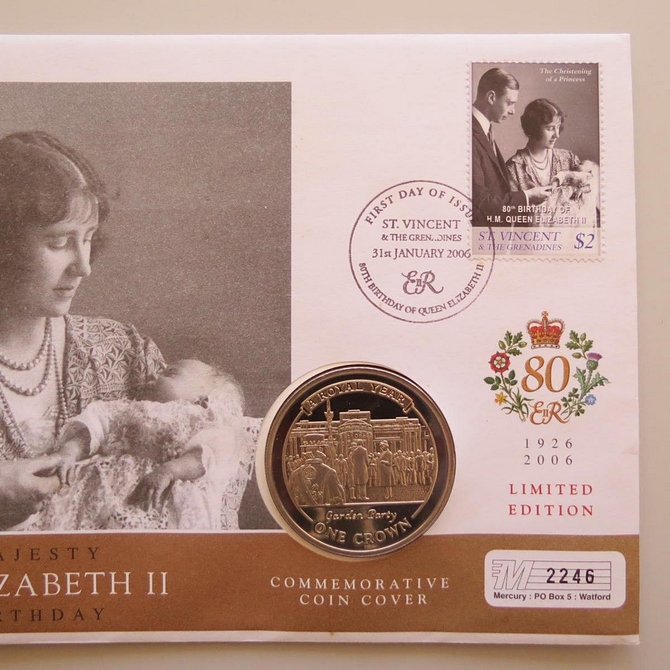 The Christening
of a Princess
80th BIRTHDAY OF
H.M. QUEEN ELIZABETH II
ST. VINCENT
& THE GRENADINES
$2
FIRST DAY OF ISSUE
ST. VINCENT
& THE GRENADINES
31st JANUARY 2006
EIIR
80TH BIRTHDAY OF QUEEN ELIZABETH II
80
EIIR
1926
2006
LIMITED
EDITION
A ROYAL YEAR
Garden Party
ONE CROWN
AJESTY
ZABETH II
RTHDAY
COMMEMORATIVE
COIN COVER
M 2246
Mercury : PO Box 5 : Watford